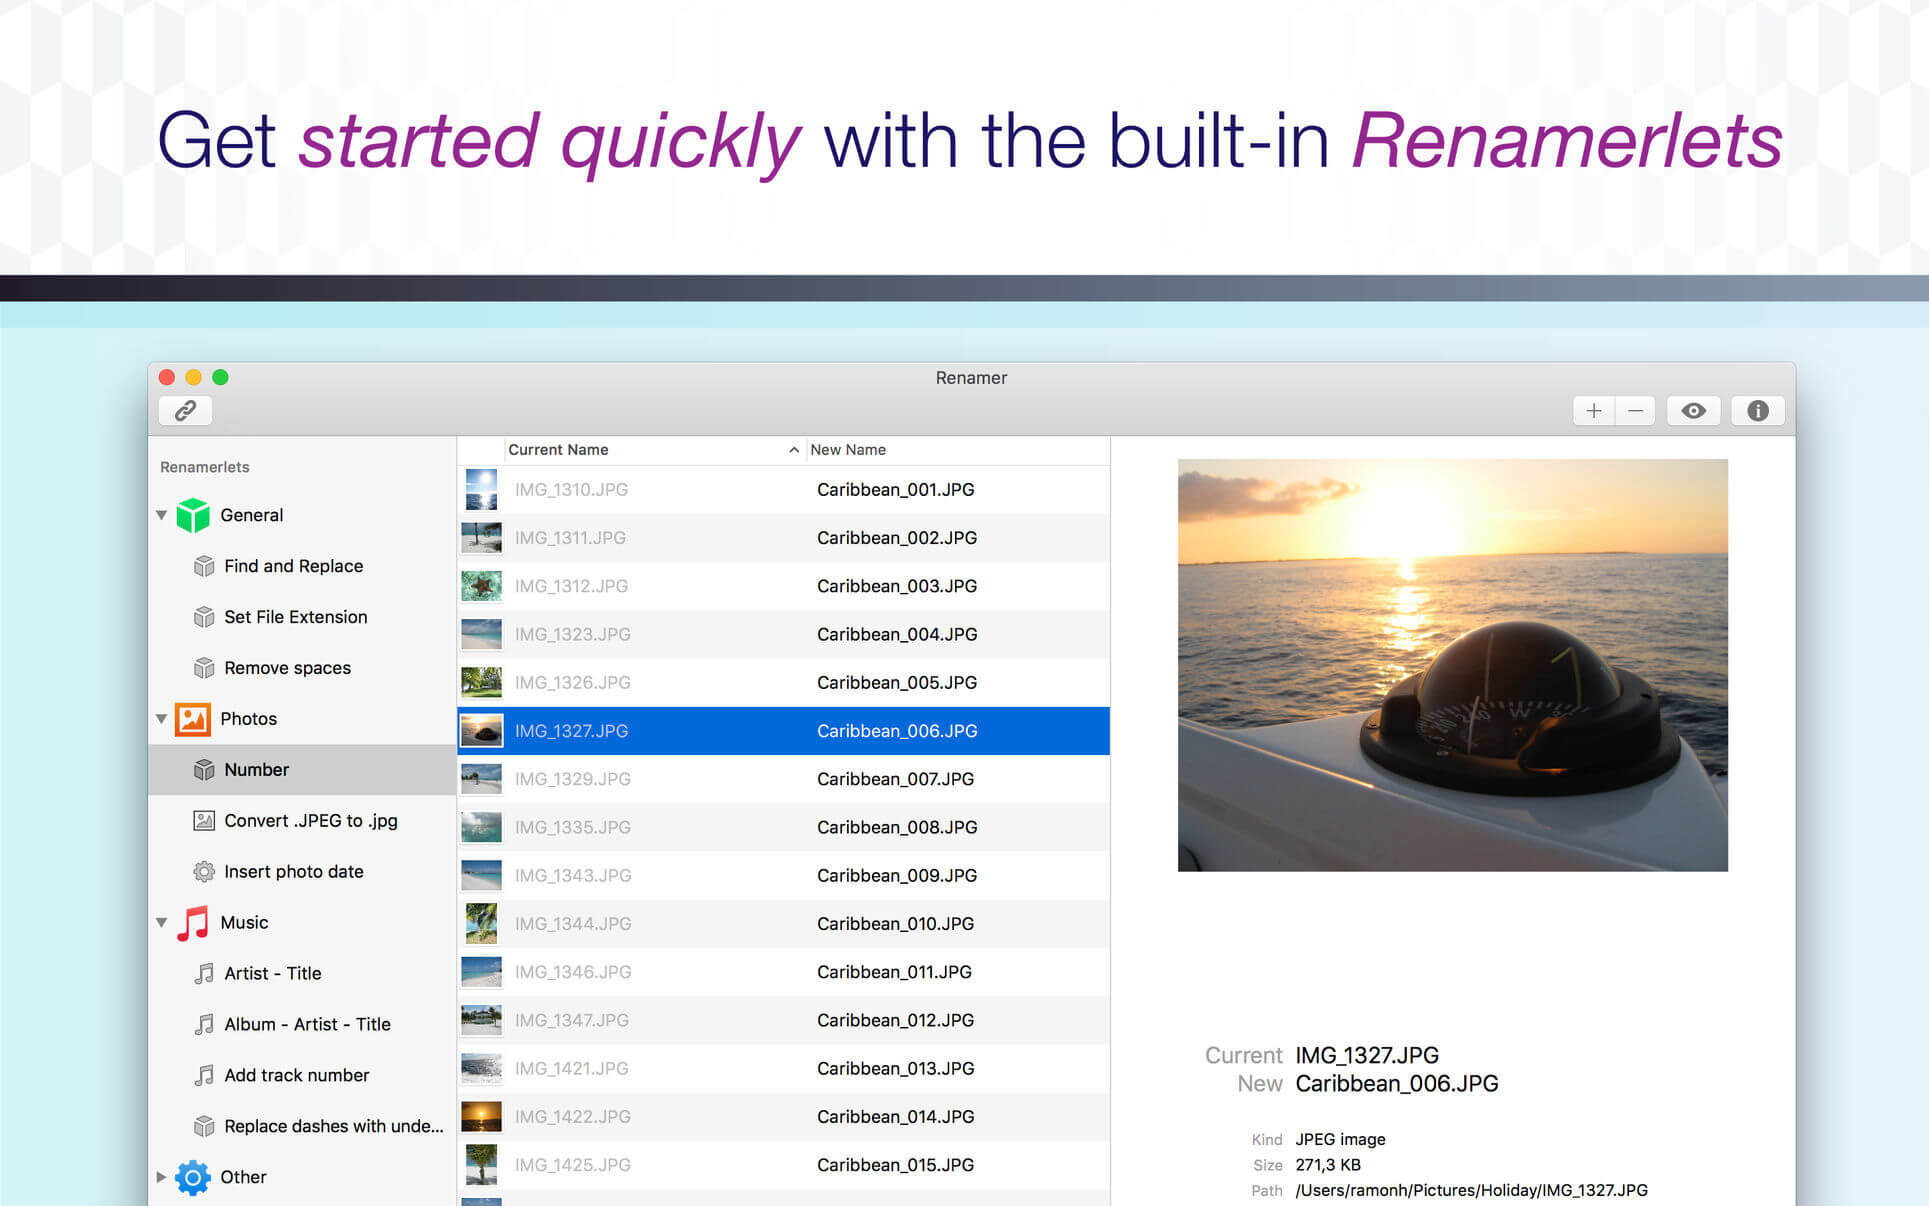 Get started quickly with the built-in Renamerlets
Renamer
Renamerlets
General
Find and Replace
Set File Extension
Remove spaces
Photos
Number
Convert .JPEG to .jpg
Insert photo date
Music
Artist - Title
Album - Artist - Title
Add track number
Replace dashes with unde...
Other
Current Name New Name
IMG_1310.JPG Caribbean_001.JPG
IMG_1311.JPG Caribbean_002.JPG
IMG_1312.JPG Caribbean_003.JPG
IMG_1323.JPG Caribbean_004.JPG
IMG_1326.JPG Caribbean_005.JPG
IMG_1327.JPG Caribbean_006.JPG
IMG_1329.JPG Caribbean_007.JPG
IMG_1335.JPG Caribbean_008.JPG
IMG_1343.JPG Caribbean_009.JPG
IMG_1344.JPG Caribbean_010.JPG
IMG_1346.JPG Caribbean_011.JPG
IMG_1347.JPG Caribbean_012.JPG
IMG_1421.JPG Caribbean_013.JPG
IMG_1422.JPG Caribbean_014.JPG
IMG_1425.JPG Caribbean_015.JPG
240 W
Current IMG_1327.JPG
New Caribbean_006.JPG
Kind JPEG image
Size 271,3 KB
Path /Users/ramonh/Pictures/Holiday/IMG_1327.JPG